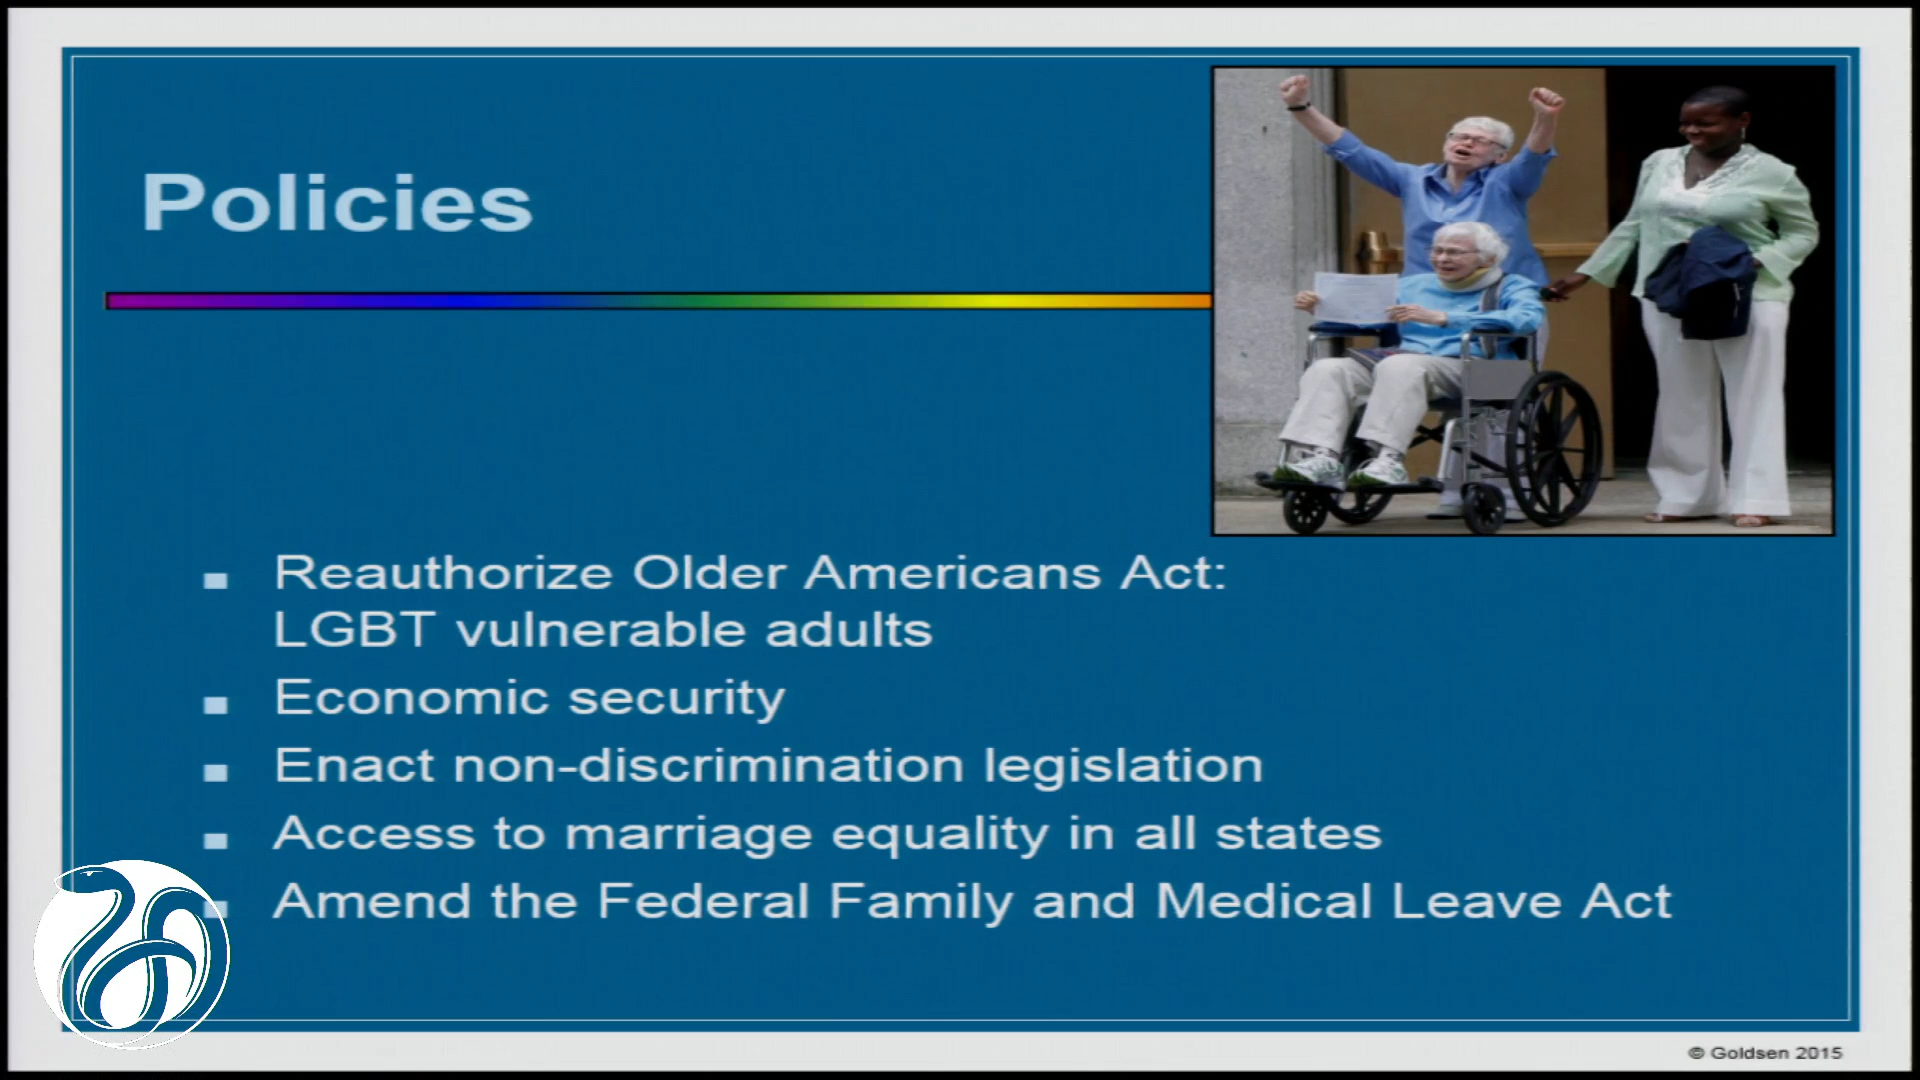 Policies
■ Reauthorize Older Americans Act:
LGBT vulnerable adults
■ Economic security
■ Enact non-discrimination legislation
■ Access to marriage equality in all states
■ Amend the Federal Family and Medical Leave Act
© Goldsen 2015